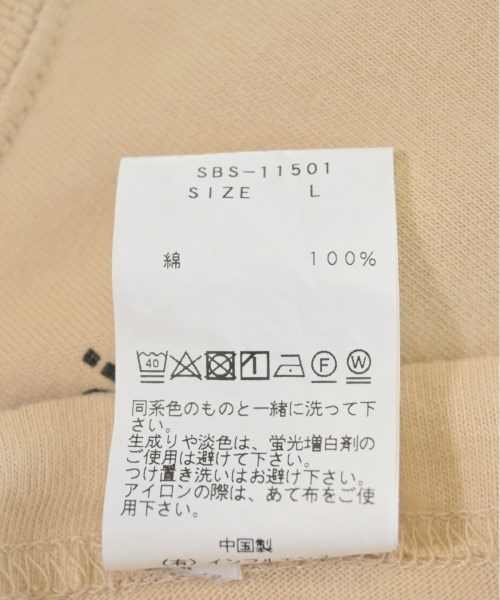 SBS-11501
SIZE L
綿 100%
40 1 F W
同系色のものと一緒に洗って下
さい。
生成りや淡色は、蛍光増白剤の
ご使用は避けて下さい。
つけ置き洗いはお避け下さい。
アイロンの際は、あて布をご使
用下さい。
中国製